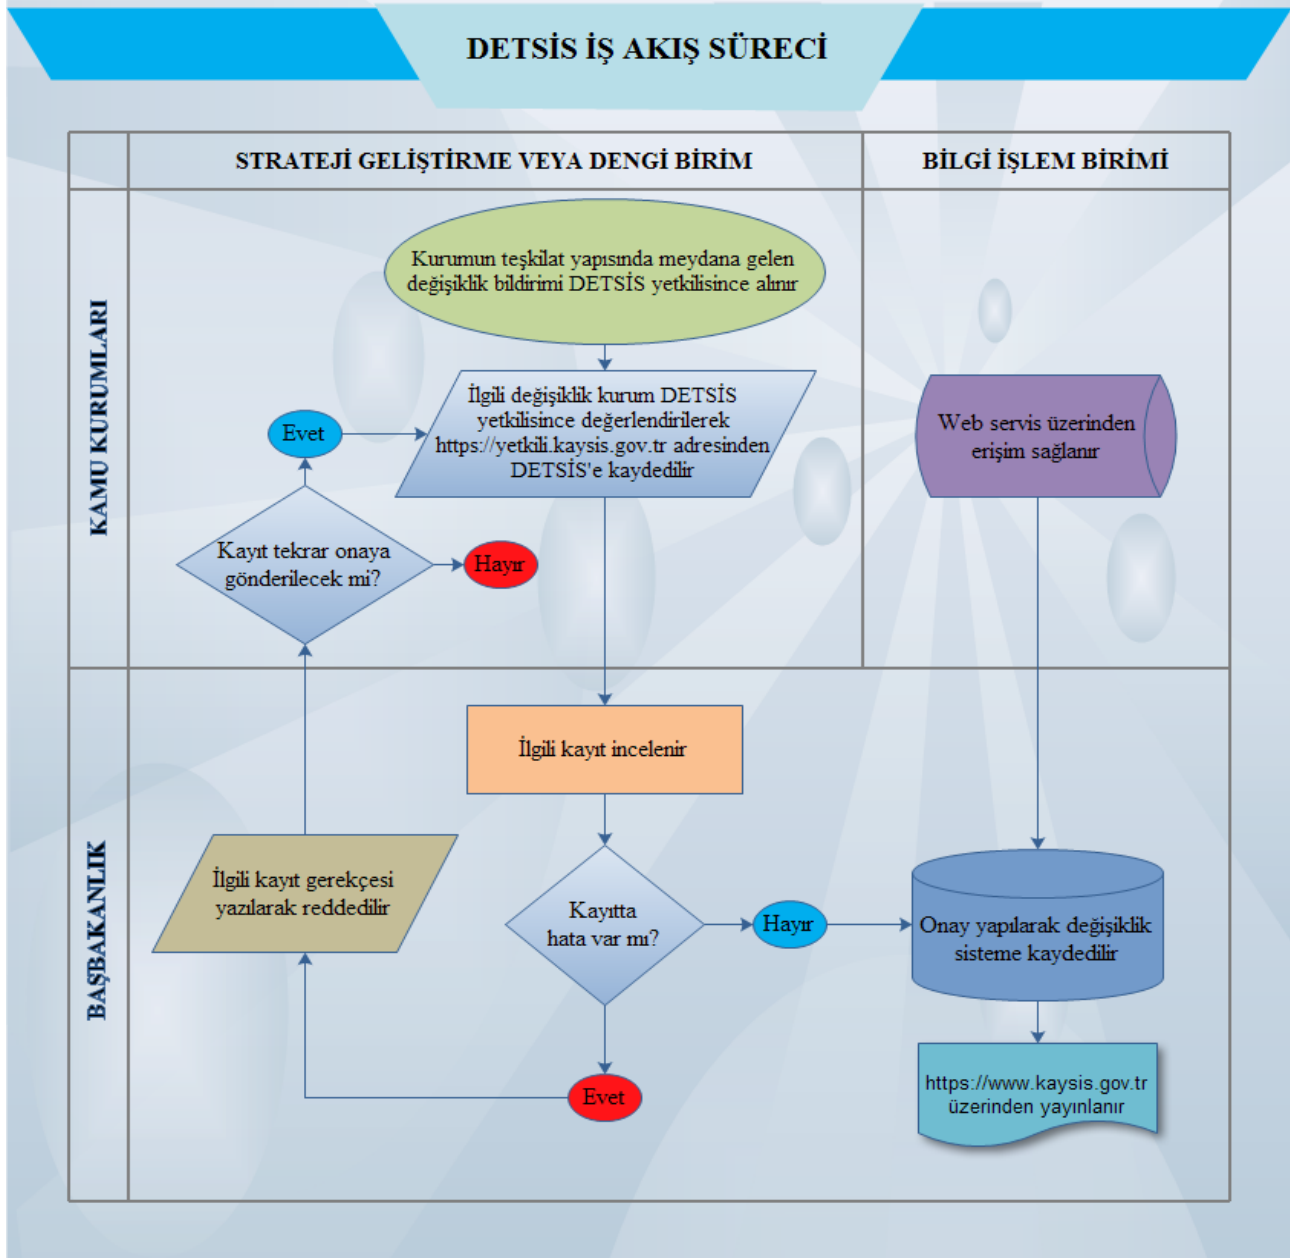 DETSİS İŞ AKIŞ SÜRECİ
STRATEJİ GELİŞTİRME VEYA DENGİ BİRİM
BİLGİ İŞLEM BİRİMİ
KAMU KURUMLARI
Kurumun teşkilat yapısında meydana gelen
değişiklik bildirimi DETSİS yetkilisince alınır
İlgili değişiklik kurum DETSİS
yetkilisince değerlendirilerek
https://yetkili.kaysis.gov.tr adresinden
DETSİS'e kaydedilir
Evet
Kayıt tekrar onaya
gönderilecek mi?
Hayır
Web servis üzerinden
erişim sağlanır
BAŞBAKANLIK
İlgili kayıt incelenir
İlgili kayıt gerekçesi
yazılarak reddedilir
Kayıtta
hata var mı?
Hayır
Onay yapılarak değişiklik
sisteme kaydedilir
Evet
https://www.kaysis.gov.tr
üzerinden yayınlanır